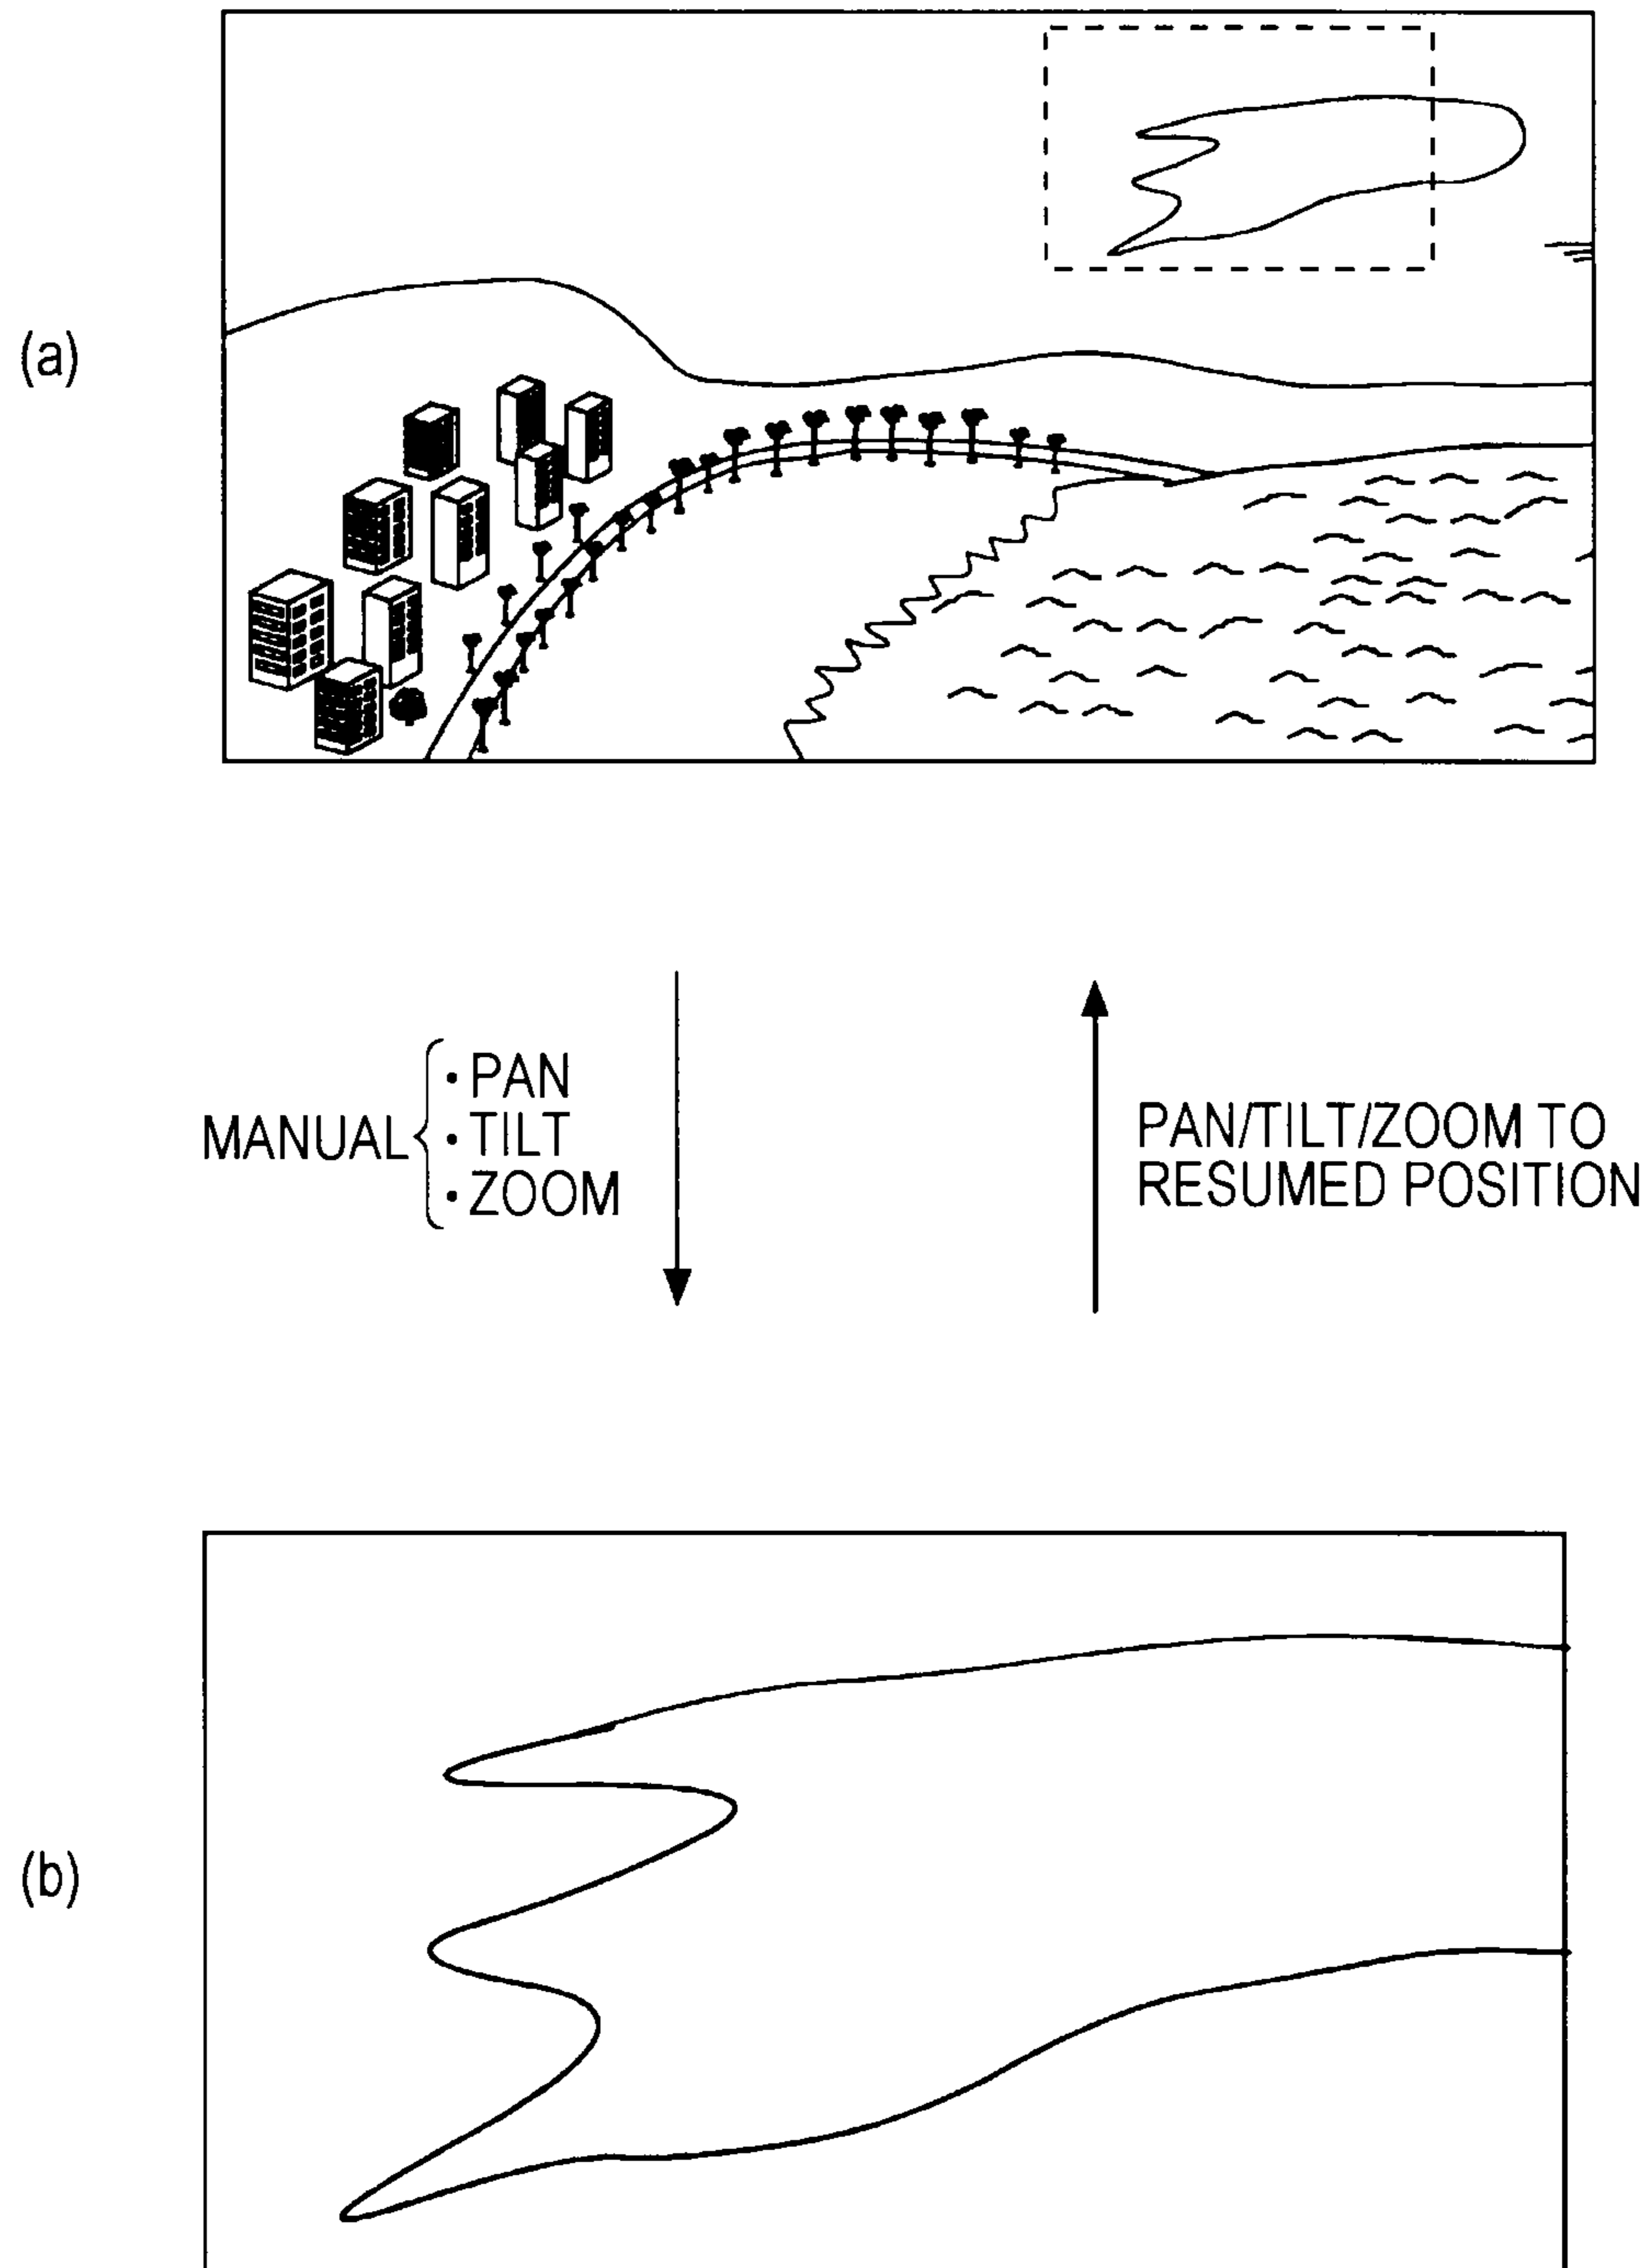 (a)
MANUAL
• PAN
• TILT
• ZOOM
PAN/TILT/ZOOM TO
RESUMED POSITION
(b)